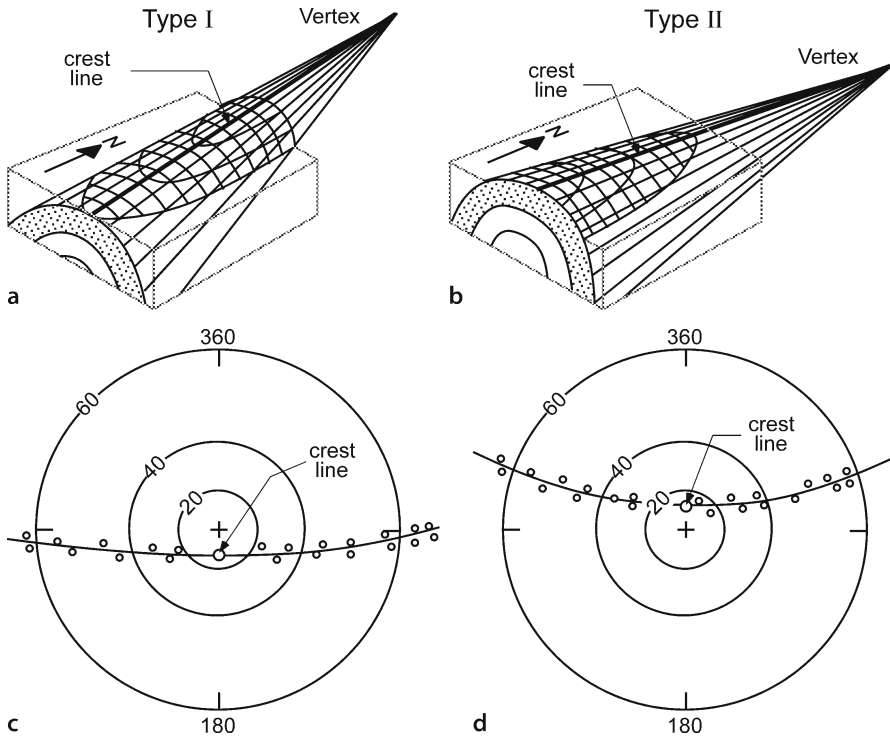 Type I
Vertex
crest
line
N
a
Type II
Vertex
crest
line
N
b
360
60
40
20
crest
line
180
c
360
60
40
20
crest
line
180
d